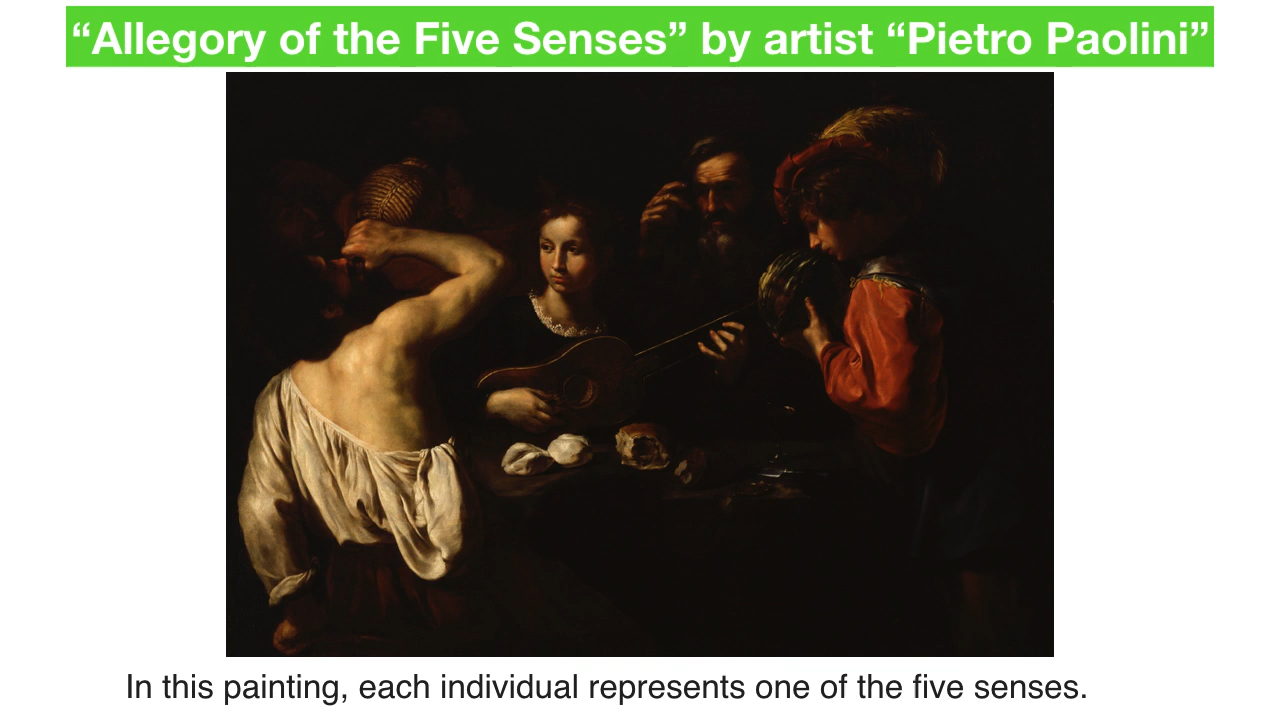 “Allegory of the Five Senses” by artist “Pietro Paolini”
In this painting, each individual represents one of the five senses.